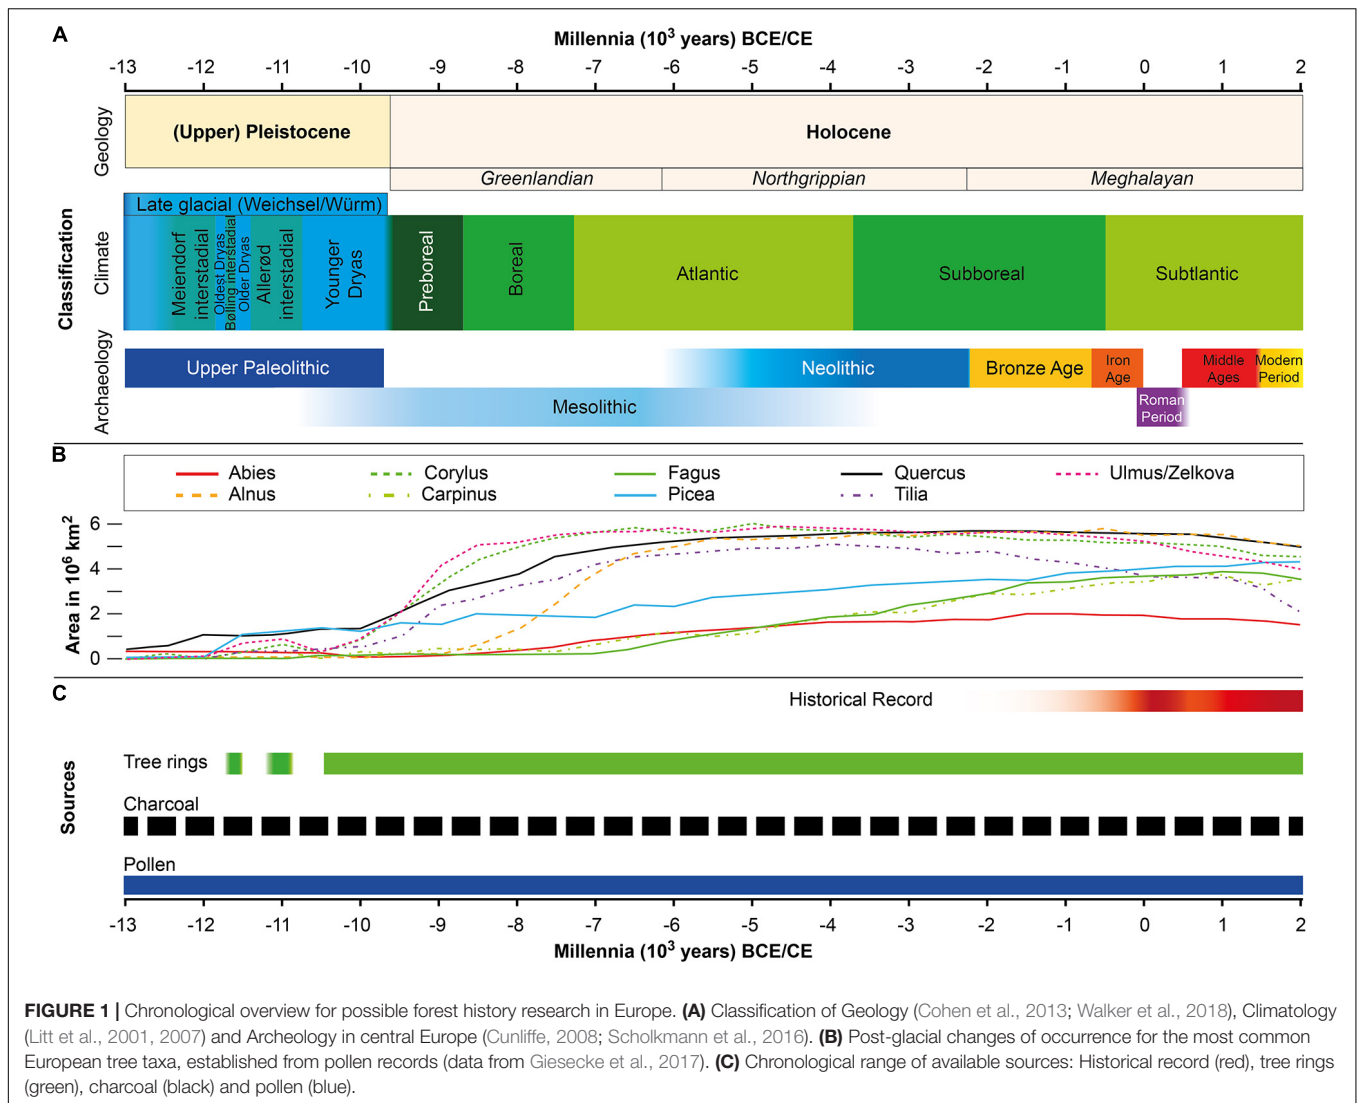 A
Millennia (10³ years) BCE/CE
-13 -12 -11 -10 -9 -8 -7 -6 -5 -4 -3 -2 -1 0 1 2
Classification
Geology
(Upper) Pleistocene
Holocene
Greenlandian
Northgrippian
Meghalayan
Climate
Late glacial (Weichsel/Würm)
Meiendorf
interstadial
Oldest Dryas
Bølling interstadial
Older Dryas
Allerød
interstadial
Younger
Dryas
Preboreal
Boreal
Atlantic
Subboreal
Subtlantic
Archaeology
Upper Paleolithic
Mesolithic
Neolithic
Bronze Age
Iron
Age
Roman
Period
Middle
Ages
Modern
Period
B
Abies Corylus Fagus Quercus Ulmus/Zelkova
Alnus Carpinus Picea Tilia
Area in 10⁶ km²
6
4
2
0
C
Sources
Historical Record
Tree rings
Charcoal
Pollen
-13 -12 -11 -10 -9 -8 -7 -6 -5 -4 -3 -2 -1 0 1 2
Millennia (10³ years) BCE/CE
FIGURE 1 | Chronological overview for possible forest history research in Europe. (A) Classification of Geology (Cohen et al., 2013; Walker et al., 2018), Climatology
(Litt et al., 2001, 2007) and Archeology in central Europe (Cunliffe, 2008; Scholkmann et al., 2016). (B) Post-glacial changes of occurrence for the most common
European tree taxa, established from pollen records (data from Giesecke et al., 2017). (C) Chronological range of available sources: Historical record (red), tree rings
(green), charcoal (black) and pollen (blue).